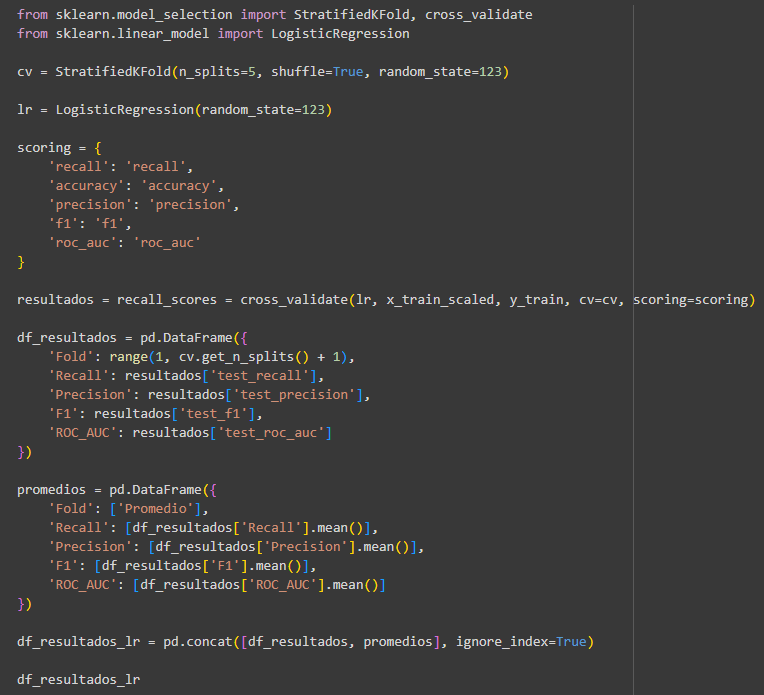 from sklearn.model_selection import StratifiedKFold, cross_validate
from sklearn.linear_model import LogisticRegression

cv = StratifiedKFold(n_splits=5, shuffle=True, random_state=123)

lr = LogisticRegression(random_state=123)

scoring = {
    'recall': 'recall',
    'accuracy': 'accuracy',
    'precision': 'precision',
    'f1': 'f1',
    'roc_auc': 'roc_auc'
}

resultados = recall_scores = cross_validate(lr, x_train_scaled, y_train, cv=cv, scoring=scoring)

df_resultados = pd.DataFrame({
    'Fold': range(1, cv.get_n_splits() + 1),
    'Recall': resultados['test_recall'],
    'Precision': resultados['test_precision'],
    'F1': resultados['test_f1'],
    'ROC_AUC': resultados['test_roc_auc']
})

promedios = pd.DataFrame({
    'Fold': ['Promedio'],
    'Recall': [df_resultados['Recall'].mean()],
    'Precision': [df_resultados['Precision'].mean()],
    'F1': [df_resultados['F1'].mean()],
    'ROC_AUC': [df_resultados['ROC_AUC'].mean()]
})

df_resultados_lr = pd.concat([df_resultados, promedios], ignore_index=True)

df_resultados_lr